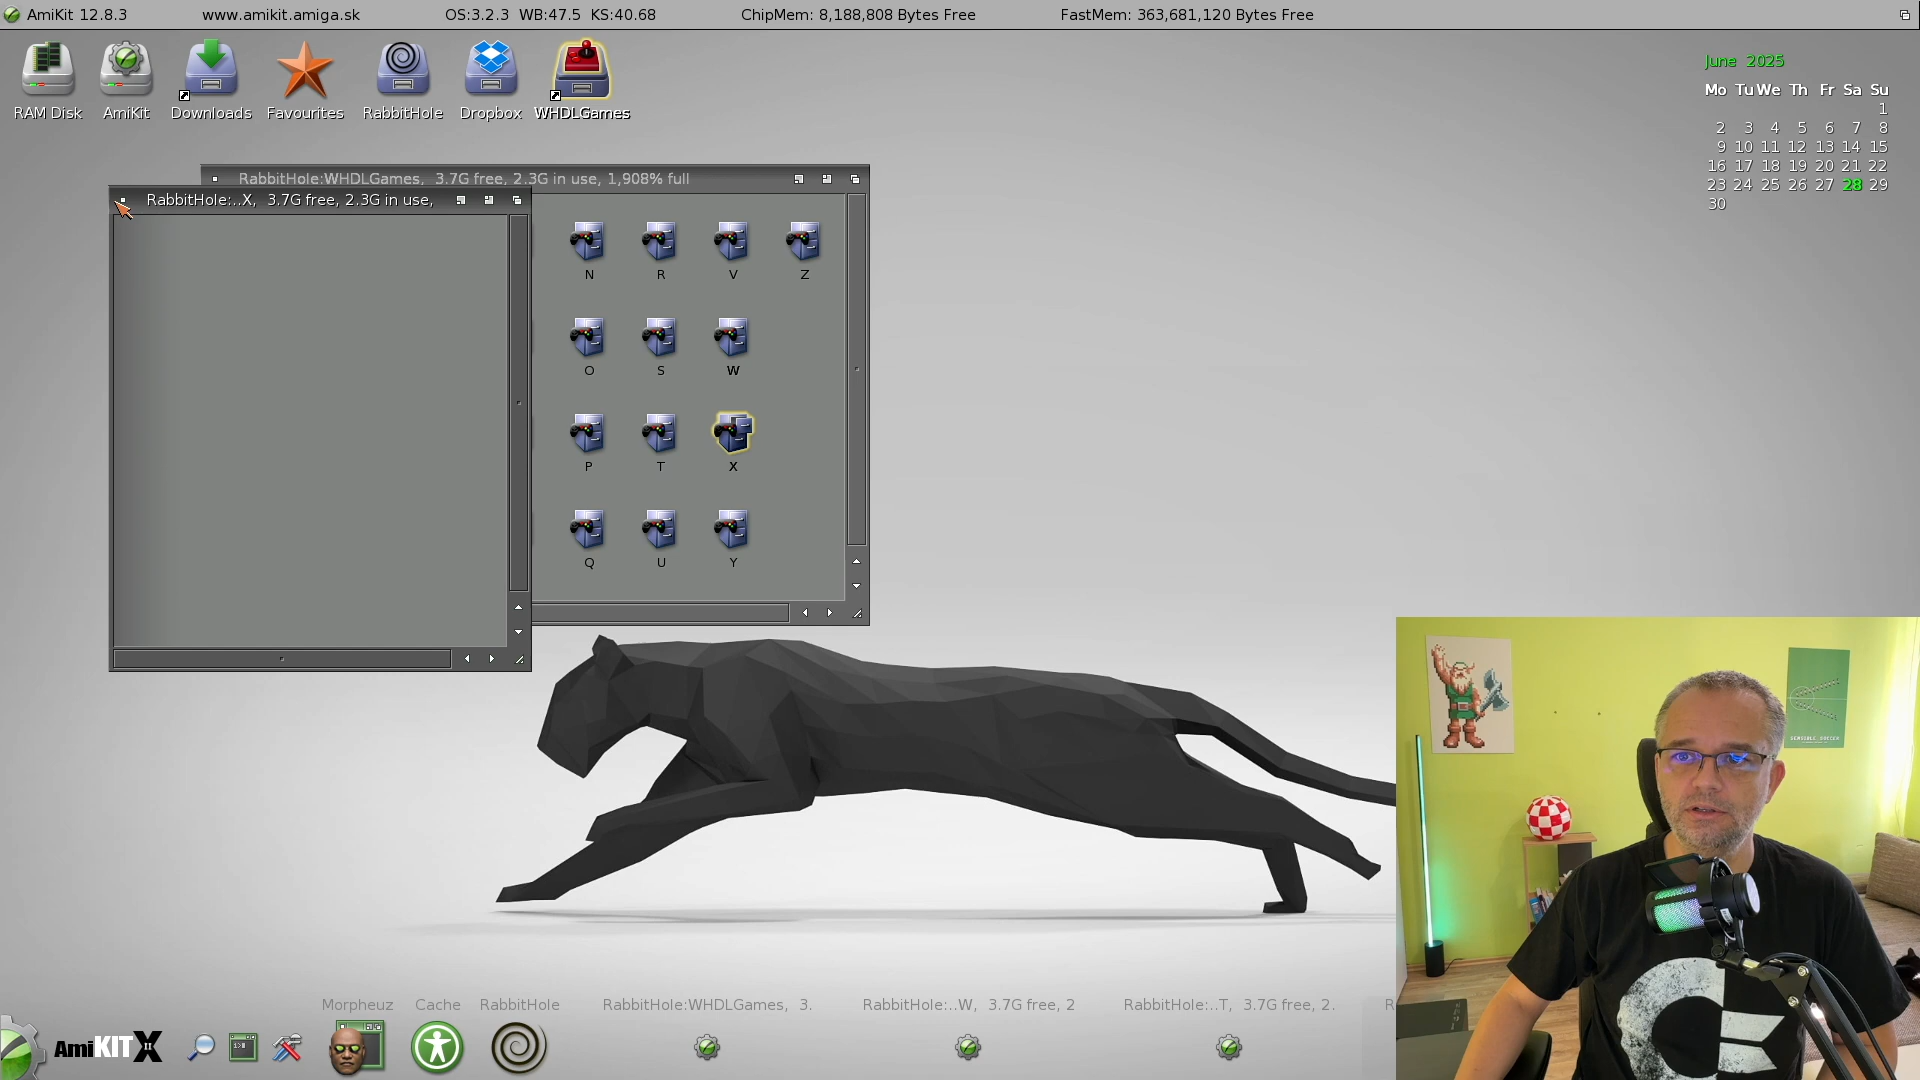 AmiKit 12.8.3 www.amikit.amiga.sk OS:3.2.3 WB:47.5 KS:40.68 ChipMem: 8,188,808 Bytes Free FastMem: 363,681,120 Bytes Free
RAM Disk AmiKit Downloads Favourites RabbitHole Dropbox WHDLGames
June 2025
Mo Tu We Th Fr Sa Su
1
2 3 4 5 6 7 8
9 10 11 12 13 14 15
16 17 18 19 20 21 22
23 24 25 26 27 28 29
30
RabbitHole:WHDLGames, 3.7G free, 2.3G in use, 1,908% full
RabbitHole:..X, 3.7G free, 2.3G in use,
N R V Z
O S W
P T X
Q U Y
SENSIBLE SOCCER
Morpheuz Cache RabbitHole RabbitHole:WHDLGames, 3. RabbitHole:..W, 3.7G free, 2 RabbitHole:..T, 3.7G free, 2. R
AmiKIT X